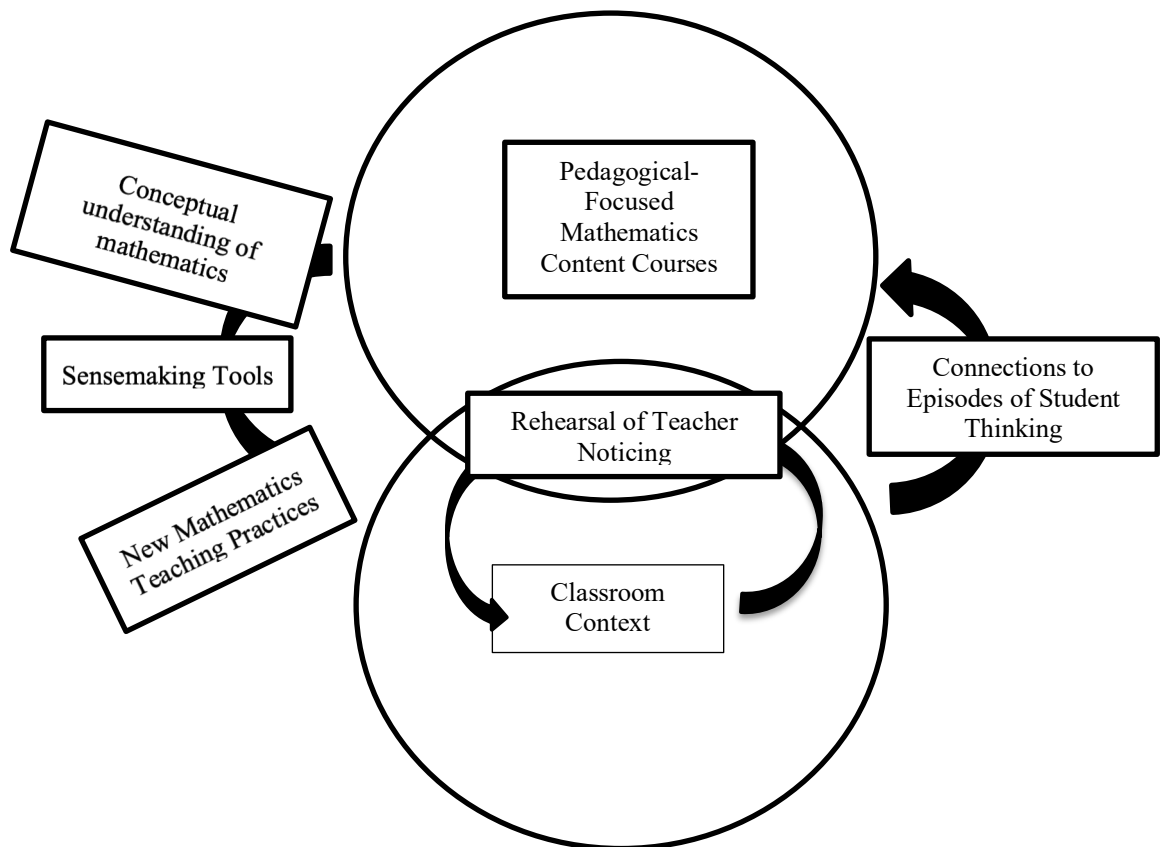 Pedagogical-
Focused
Mathematics
Content Courses
Conceptual
understanding of
mathematics
Sensemaking Tools
New Mathematics
Teaching Practices
Rehearsal of Teacher
Noticing
Connections to
Episodes of Student
Thinking
Classroom
Context